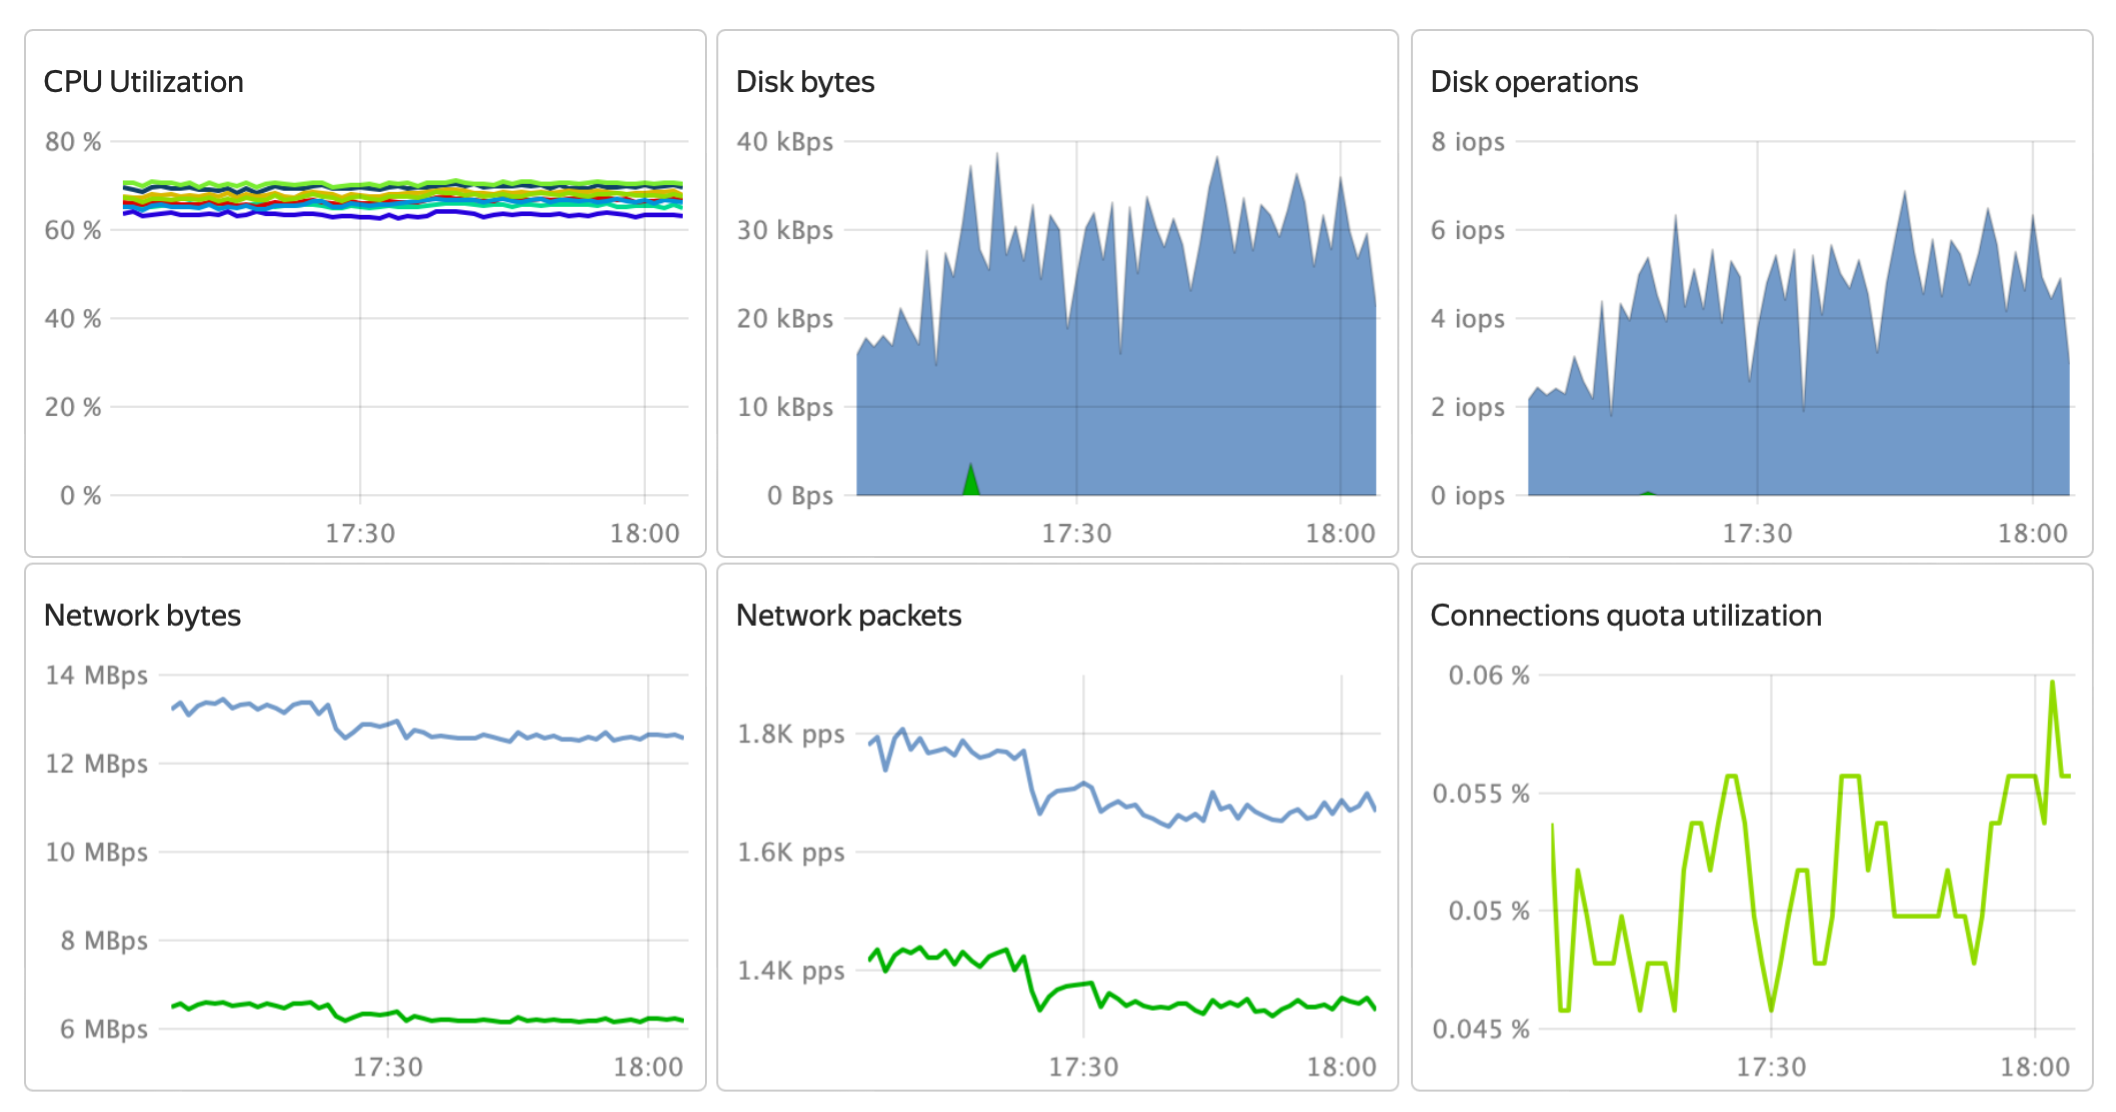 CPU Utilization
80 %
60 %
40 %
20 %
0 %
17:30
18:00
Disk bytes
40 kBps
30 kBps
20 kBps
10 kBps
0 Bps
17:30
18:00
Disk operations
8 iops
6 iops
4 iops
2 iops
0 iops
17:30
18:00
Network bytes
14 MBps
12 MBps
10 MBps
8 MBps
6 MBps
17:30
18:00
Network packets
1.8K pps
1.6K pps
1.4K pps
17:30
18:00
Connections quota utilization
0.06 %
0.055 %
0.05 %
0.045 %
17:30
18:00